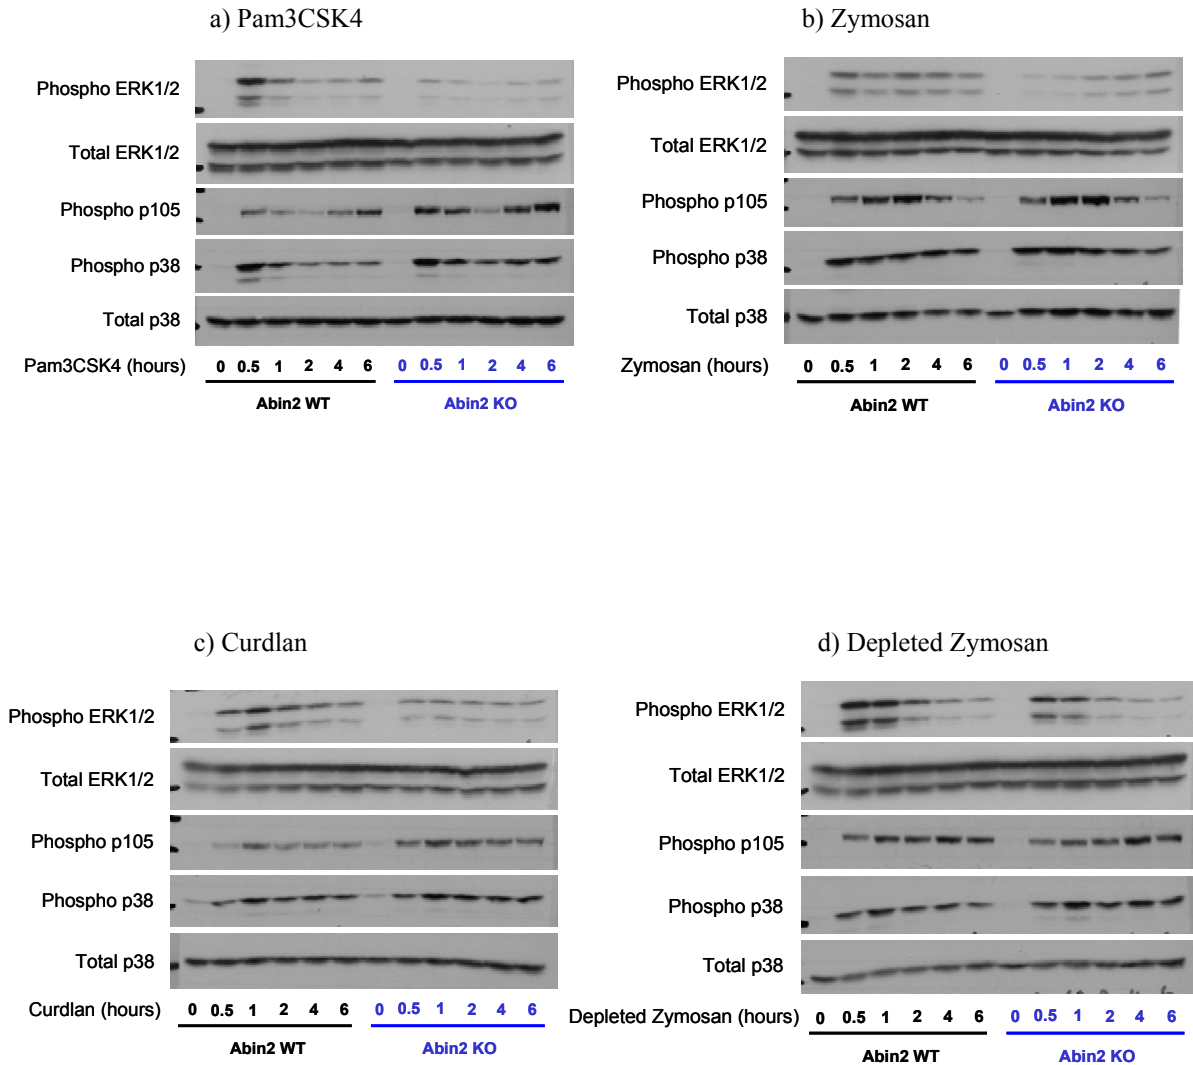 a) Pam3CSK4
Phospho ERK1/2
Total ERK1/2
Phospho p105
Phospho p38
Total p38
Pam3CSK4 (hours) 0 0.5 1 2 4 6 0 0.5 1 2 4 6
Abin2 WT Abin2 KO
b) Zymosan
Phospho ERK1/2
Total ERK1/2
Phospho p105
Phospho p38
Total p38
Zymosan (hours) 0 0.5 1 2 4 6 0 0.5 1 2 4 6
Abin2 WT Abin2 KO
c) Curdlan
Phospho ERK1/2
Total ERK1/2
Phospho p105
Phospho p38
Total p38
Curdlan (hours) 0 0.5 1 2 4 6 0 0.5 1 2 4 6
Abin2 WT Abin2 KO
d) Depleted Zymosan
Phospho ERK1/2
Total ERK1/2
Phospho p105
Phospho p38
Total p38
Depleted Zymosan (hours) 0 0.5 1 2 4 6 0 0.5 1 2 4 6
Abin2 WT Abin2 KO